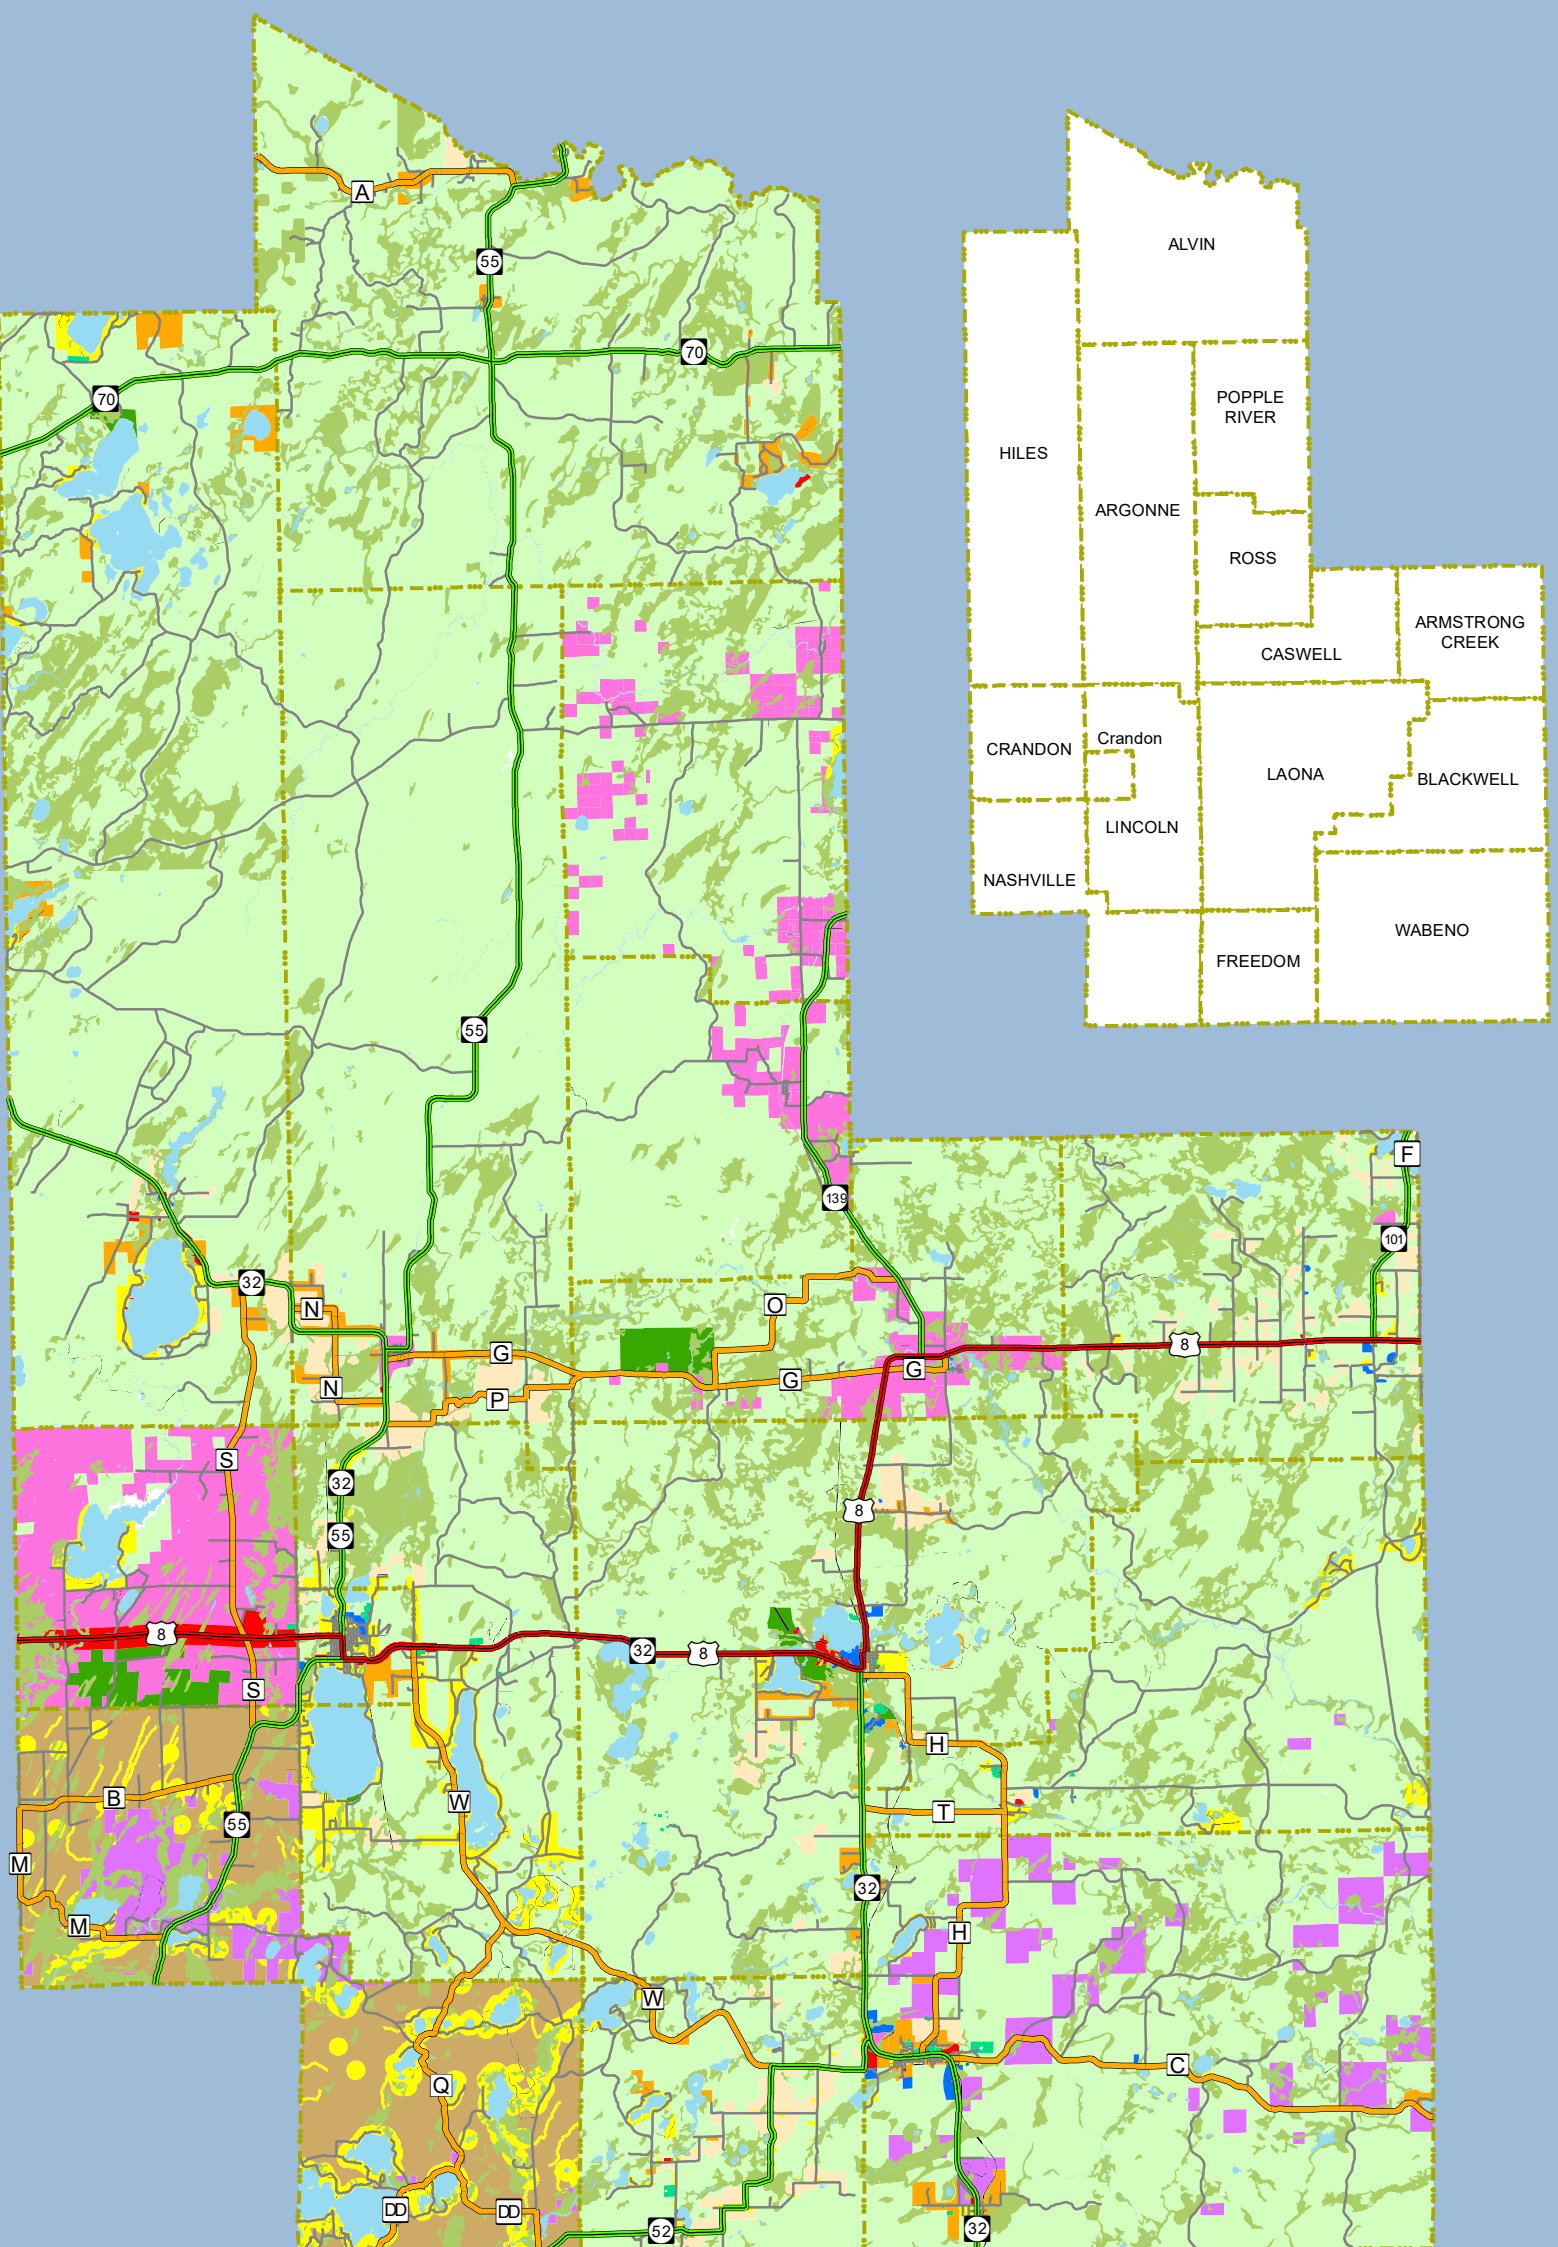 A
55
70
70
ALVIN
POPPLE
RIVER
HILES
ARGONNE
ROSS
ARMSTRONG
CREEK
CASWELL
CRANDON
Crandon
LAONA
BLACKWELL
LINCOLN
NASHVILLE
WABENO
FREEDOM
55
F
139
101
32
N
O
G
8
G
G
N
P
S
32
8
55
8
32
8
S
H
B
W
T
55
M
32
M
H
W
C
Q
DD
DD
52
32